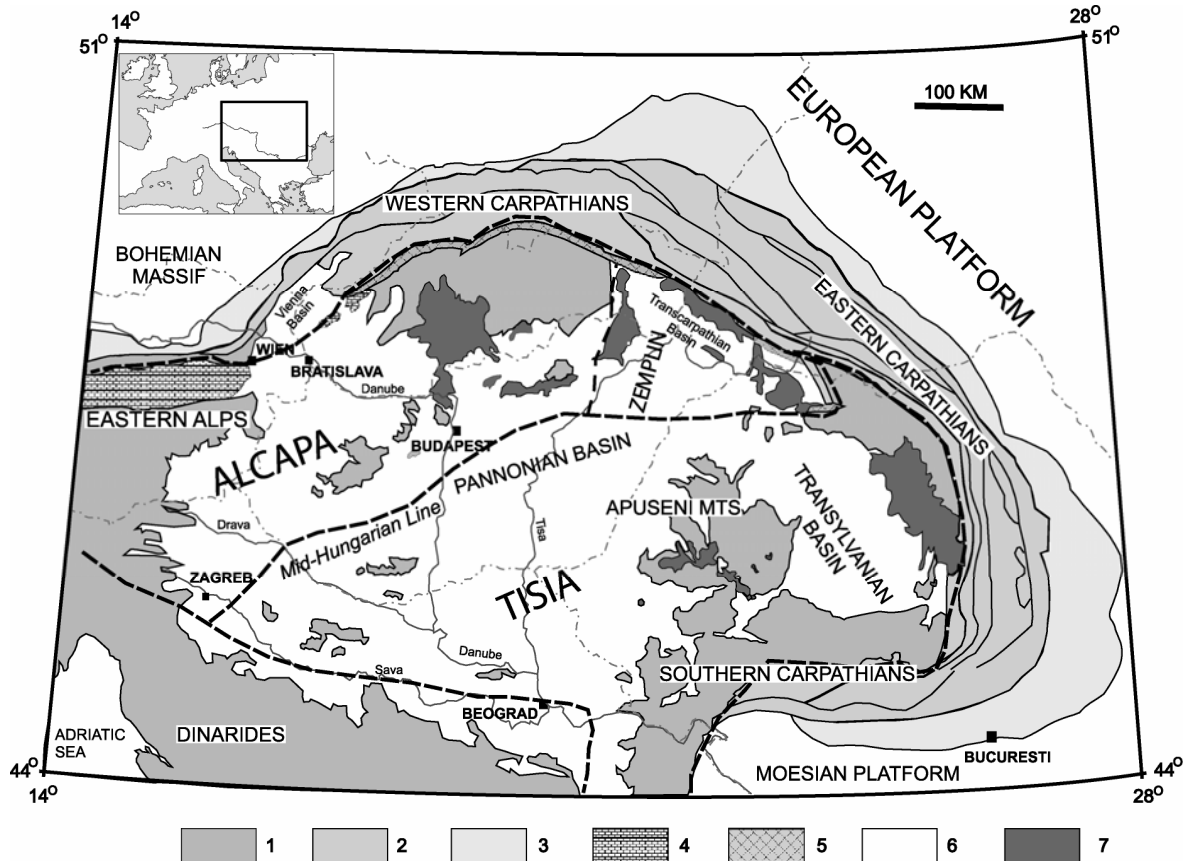 14°
28°
51°
51°
100 KM
EUROPEAN PLATFORM
WESTERN CARPATHIANS
BOHEMIAN
MASSIF
Vienna
Basin
EASTERN CARPATHIANS
Transcarpathian
Basin
WIEN
BRATISLAVA
ZEMPLIN
Danube
EASTERN ALPS
BUDAPEST
ALCAPA
PANNONIAN BASIN
TRANSYLVANIAN
BASIN
APUSENI MTS.
Drava
Mid-Hungarian Line
Tisa
ZAGREB
TISIA
Danube
Sava
SOUTHERN CARPATHIANS
BEOGRAD
ADRIATIC
SEA
DINARIDES
BUCURESTI
MOESIAN PLATFORM
44°
44°
14°
28°
1 2 3 4 5 6 7